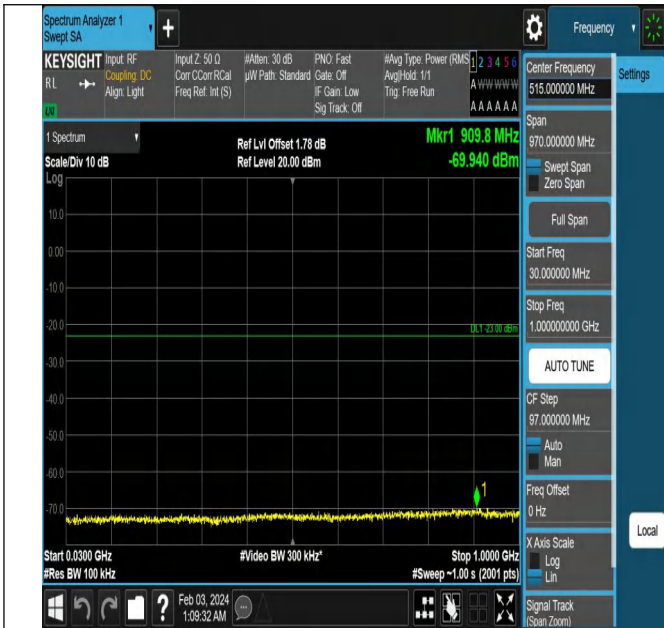 Spectrum Analyzer 1
Swept SA
+
Frequency
KEYSIGHT
RL
LXI
Input: RF
Coupling: DC
Align: Light
Input Z: 50 Ω
Corr CCorr RCal
Freq Ref: Int (S)
#Atten: 30 dB
µW Path: Standard
PNO: Fast
Gate: Off
IF Gain: Low
Sig Track: Off
#Avg Type: Power (RMS
Avg|Hold: 1/1
Trig: Free Run
1 2 3 4 5 6
A W W W W W
A A A A A A
Center Frequency
515.000000 MHz
Settings
1 Spectrum
Scale/Div 10 dB
Log
Ref Lvl Offset 1.78 dB
Ref Level 20.00 dBm
Mkr1 909.8 MHz
-69.940 dBm
10.0
0.00
-10.0
-20.0
-30.0
-40.0
-50.0
-60.0
-70.0
DL1 -23.00 dBm
1
Start 0.0300 GHz
#Res BW 100 kHz
#Video BW 300 kHz*
Stop 1.0000 GHz
#Sweep ~1.00 s (2001 pts)
Span
970.000000 MHz
Swept Span
Zero Span
Full Span
Start Freq
30.000000 MHz
Stop Freq
1.000000000 GHz
AUTO TUNE
CF Step
97.000000 MHz
Auto
Man
Freq Offset
0 Hz
X Axis Scale
Log
Lin
Local
Signal Track
(Span Zoom)
?
Feb 03, 2024
1:09:32 AM